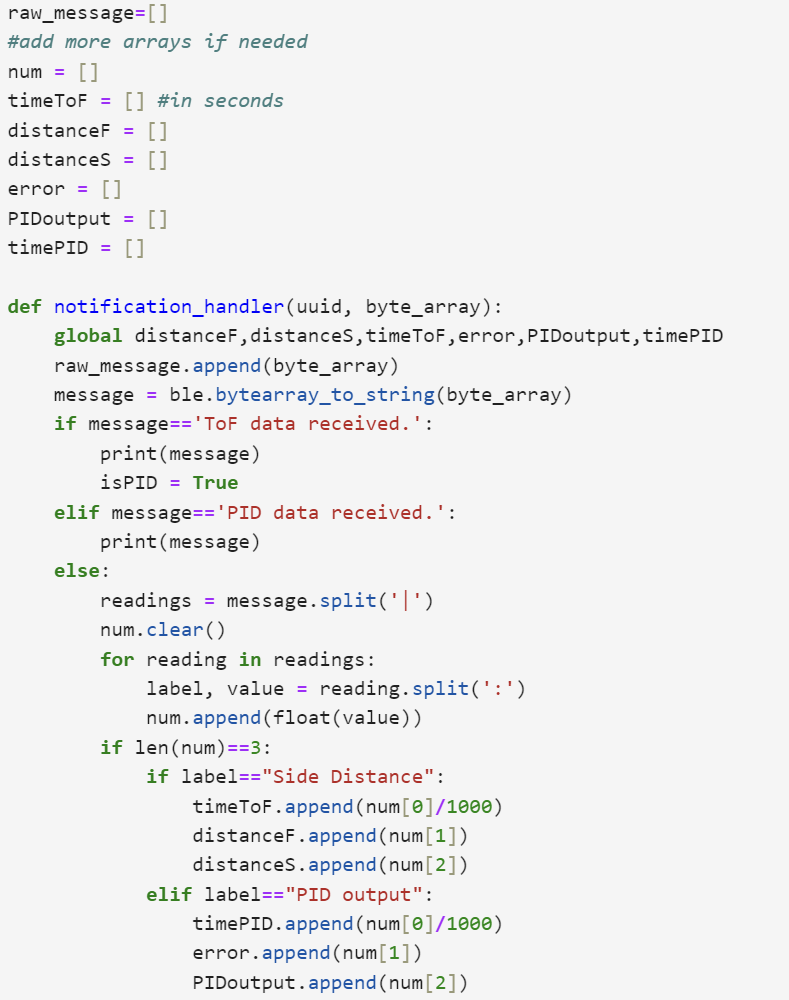 raw_message=[]
#add more arrays if needed
num = []
timeToF = [] #in seconds
distanceF = []
distanceS = []
error = []
PIDoutput = []
timePID = []

def notification_handler(uuid, byte_array):
    global distanceF,distanceS,timeToF,error,PIDoutput,timePID
    raw_message.append(byte_array)
    message = ble.bytearray_to_string(byte_array)
    if message=='ToF data received.':
        print(message)
        isPID = True
    elif message=='PID data received.':
        print(message)
    else:
        readings = message.split('|')
        num.clear()
        for reading in readings:
            label, value = reading.split(':')
            num.append(float(value))
        if len(num)==3:
            if label=="Side Distance":
                timeToF.append(num[0]/1000)
                distanceF.append(num[1])
                distanceS.append(num[2])
            elif label=="PID output":
                timePID.append(num[0]/1000)
                error.append(num[1])
                PIDoutput.append(num[2])